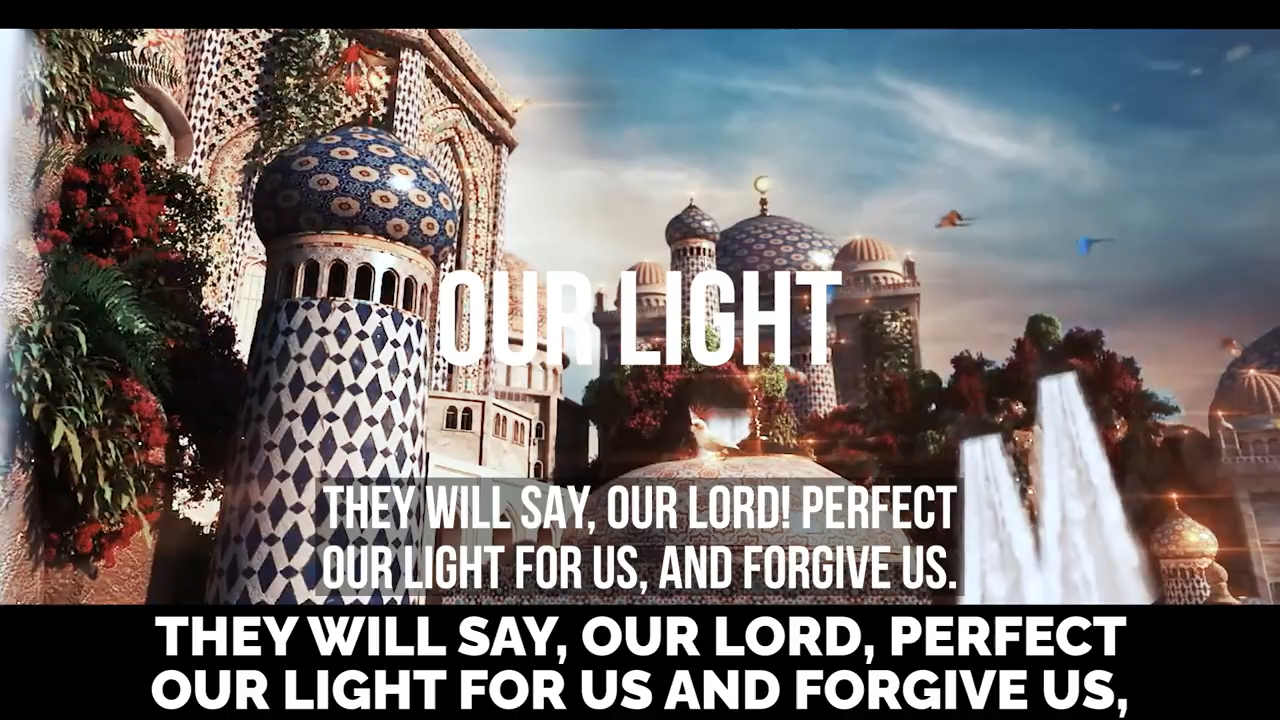 OUR LIGHT
THEY WILL SAY, OUR LORD! PERFECT
OUR LIGHT FOR US, AND FORGIVE US.
THEY WILL SAY, OUR LORD, PERFECT
OUR LIGHT FOR US AND FORGIVE US,